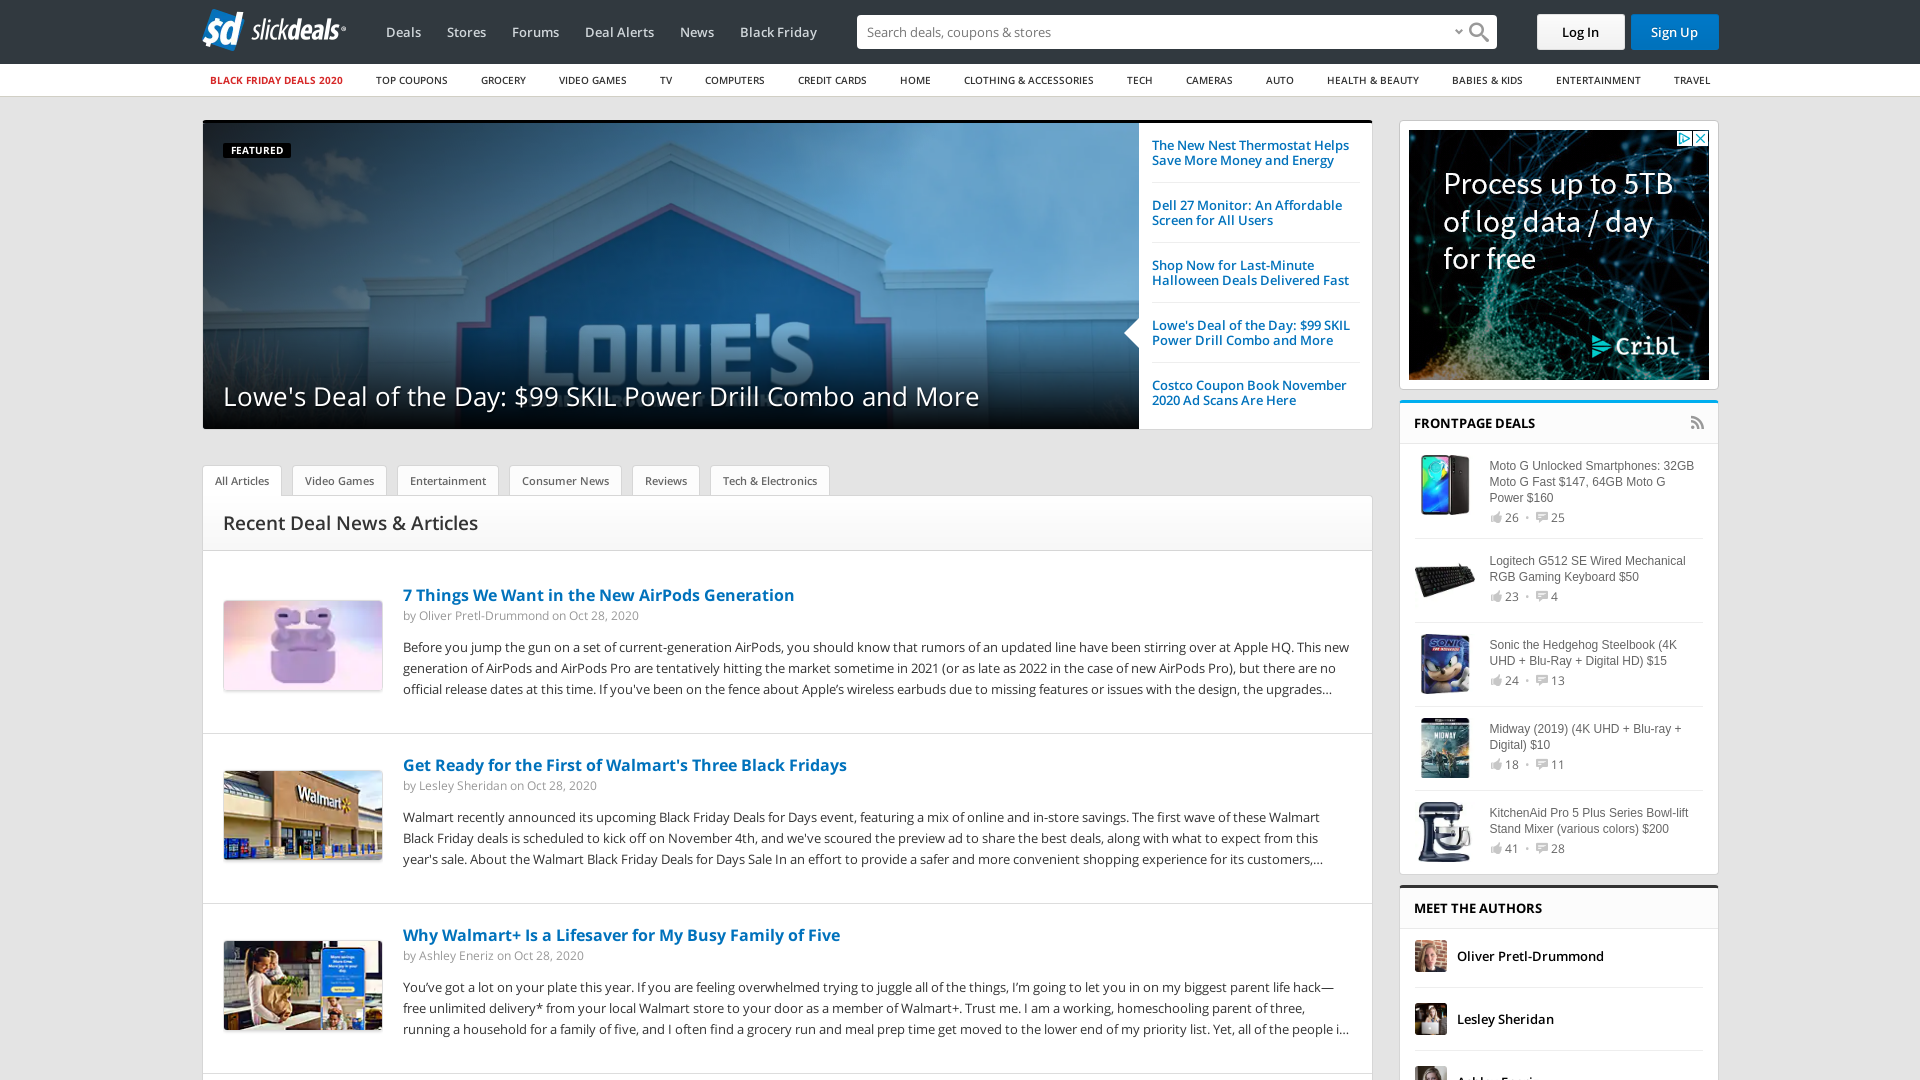 slickdeals
Deals
Stores
Forums
Deal Alerts
News
Black Friday
Search deals, coupons & stores
Log In
Sign Up
BLACK FRIDAY DEALS 2020
TOP COUPONS
GROCERY
VIDEO GAMES
TV
COMPUTERS
CREDIT CARDS
HOME
CLOTHING & ACCESSORIES
TECH
CAMERAS
AUTO
HEALTH & BEAUTY
BABIES & KIDS
ENTERTAINMENT
TRAVEL
FEATURED
LOWE'S
Lowe's Deal of the Day: $99 SKIL Power Drill Combo and More
The New Nest Thermostat Helps
Save More Money and Energy
Dell 27 Monitor: An Affordable
Screen for All Users
Shop Now for Last-Minute
Halloween Deals Delivered Fast
Lowe's Deal of the Day: $99 SKIL
Power Drill Combo and More
Costco Coupon Book November
2020 Ad Scans Are Here
All Articles
Video Games
Entertainment
Consumer News
Reviews
Tech & Electronics
Recent Deal News & Articles
7 Things We Want in the New AirPods Generation
by Oliver Pretl-Drummond on Oct 28, 2020
Before you jump the gun on a set of current-generation AirPods, you should know that rumors of an updated line have been stirring over at Apple HQ. This new
generation of AirPods and AirPods Pro are tentatively hitting the market sometime in 2021 (or as late as 2022 in the case of new AirPods Pro), but there are no
official release dates at this time. If you've been on the fence about Apple’s wireless earbuds due to missing features or issues with the design, the upgrades…
Walmart
Get Ready for the First of Walmart's Three Black Fridays
by Lesley Sheridan on Oct 28, 2020
Walmart recently announced its upcoming Black Friday Deals for Days event, featuring a mix of online and in-store savings. The first wave of these Walmart
Black Friday deals is scheduled to kick off on November 4th, and we've scoured the preview ad to share the best deals, along with what to expect from this
year's sale. About the Walmart Black Friday Deals for Days Sale In an effort to provide a safer and more convenient shopping experience for its customers,…
Why Walmart+ Is a Lifesaver for My Busy Family of Five
by Ashley Eneriz on Oct 28, 2020
You’ve got a lot on your plate this year. If you are feeling overwhelmed trying to juggle all of the things, I’m going to let you in on my biggest parent life hack—
free unlimited delivery* from your local Walmart store to your door as a member of Walmart+. Trust me. I am a working, homeschooling parent of three,
running a household for a family of five, and I often find a grocery run and meal prep time get moved to the lower end of my priority list. Yet, all of the people i…
Process up to 5TB
of log data / day
for free
Cribl
FRONTPAGE DEALS
Moto G Unlocked Smartphones: 32GB
Moto G Fast $147, 64GB Moto G
Power $160
26 • 25
Logitech G512 SE Wired Mechanical
RGB Gaming Keyboard $50
23 • 4
SONIC
Sonic the Hedgehog Steelbook (4K
UHD + Blu-Ray + Digital HD) $15
24 • 13
MIDWAY
Midway (2019) (4K UHD + Blu-ray +
Digital) $10
18 • 11
KitchenAid Pro 5 Plus Series Bowl-lift
Stand Mixer (various colors) $200
41 • 28
MEET THE AUTHORS
Oliver Pretl-Drummond
Lesley Sheridan